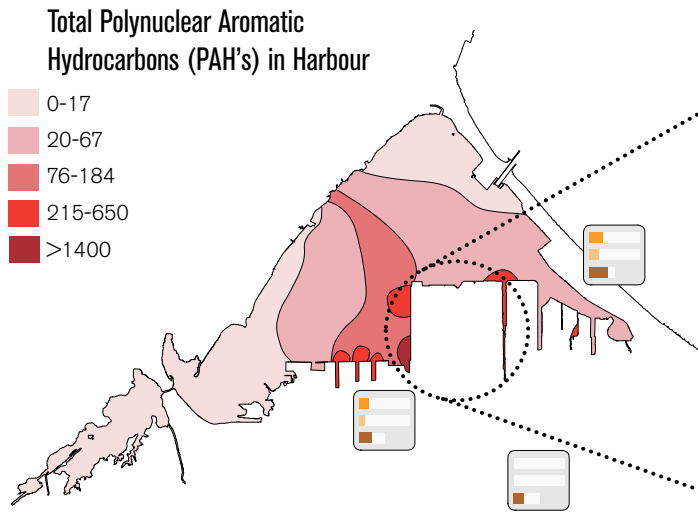 Total Polynuclear Aromatic
Hydrocarbons (PAH's) in Harbour
0-17
20-67
76-184
215-650
>1400